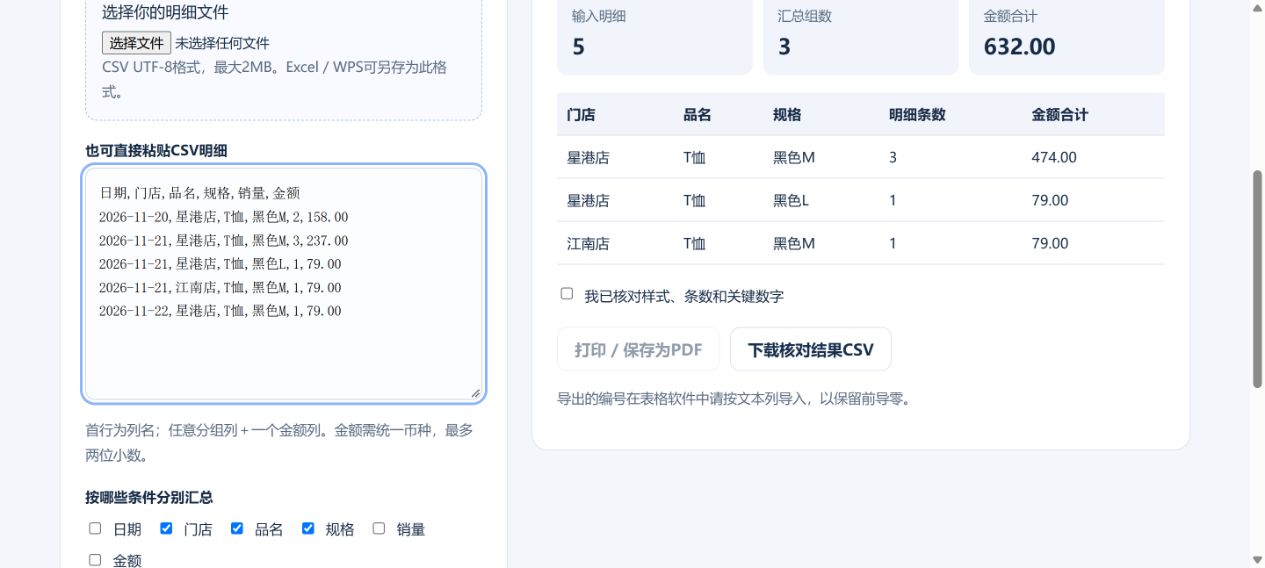 选择你的明细文件
选择文件 未选择任何文件
CSV UTF-8格式，最大2MB。Excel / WPS可另存为此格
式。
也可直接粘贴CSV明细
日期,门店,品名,规格,销量,金额
2026-11-20,星港店,T恤,黑色M,2,158.00
2026-11-21,星港店,T恤,黑色M,3,237.00
2026-11-21,星港店,T恤,黑色L,1,79.00
2026-11-21,江南店,T恤,黑色M,1,79.00
2026-11-22,星港店,T恤,黑色M,1,79.00
首行为列名；任意分组列＋一个金额列。金额需统一币种，最多
两位小数。
按哪些条件分别汇总
日期 门店 品名 规格 销量
金额
输入明细 汇总组数 金额合计
5 3 632.00
门店 品名 规格 明细条数 金额合计
星港店 T恤 黑色M 3 474.00
星港店 T恤 黑色L 1 79.00
江南店 T恤 黑色M 1 79.00
我已核对样式、条数和关键数字
打印 / 保存为PDF 下载核对结果CSV
导出的编号在表格软件中请按文本列导入，以保留前导零。